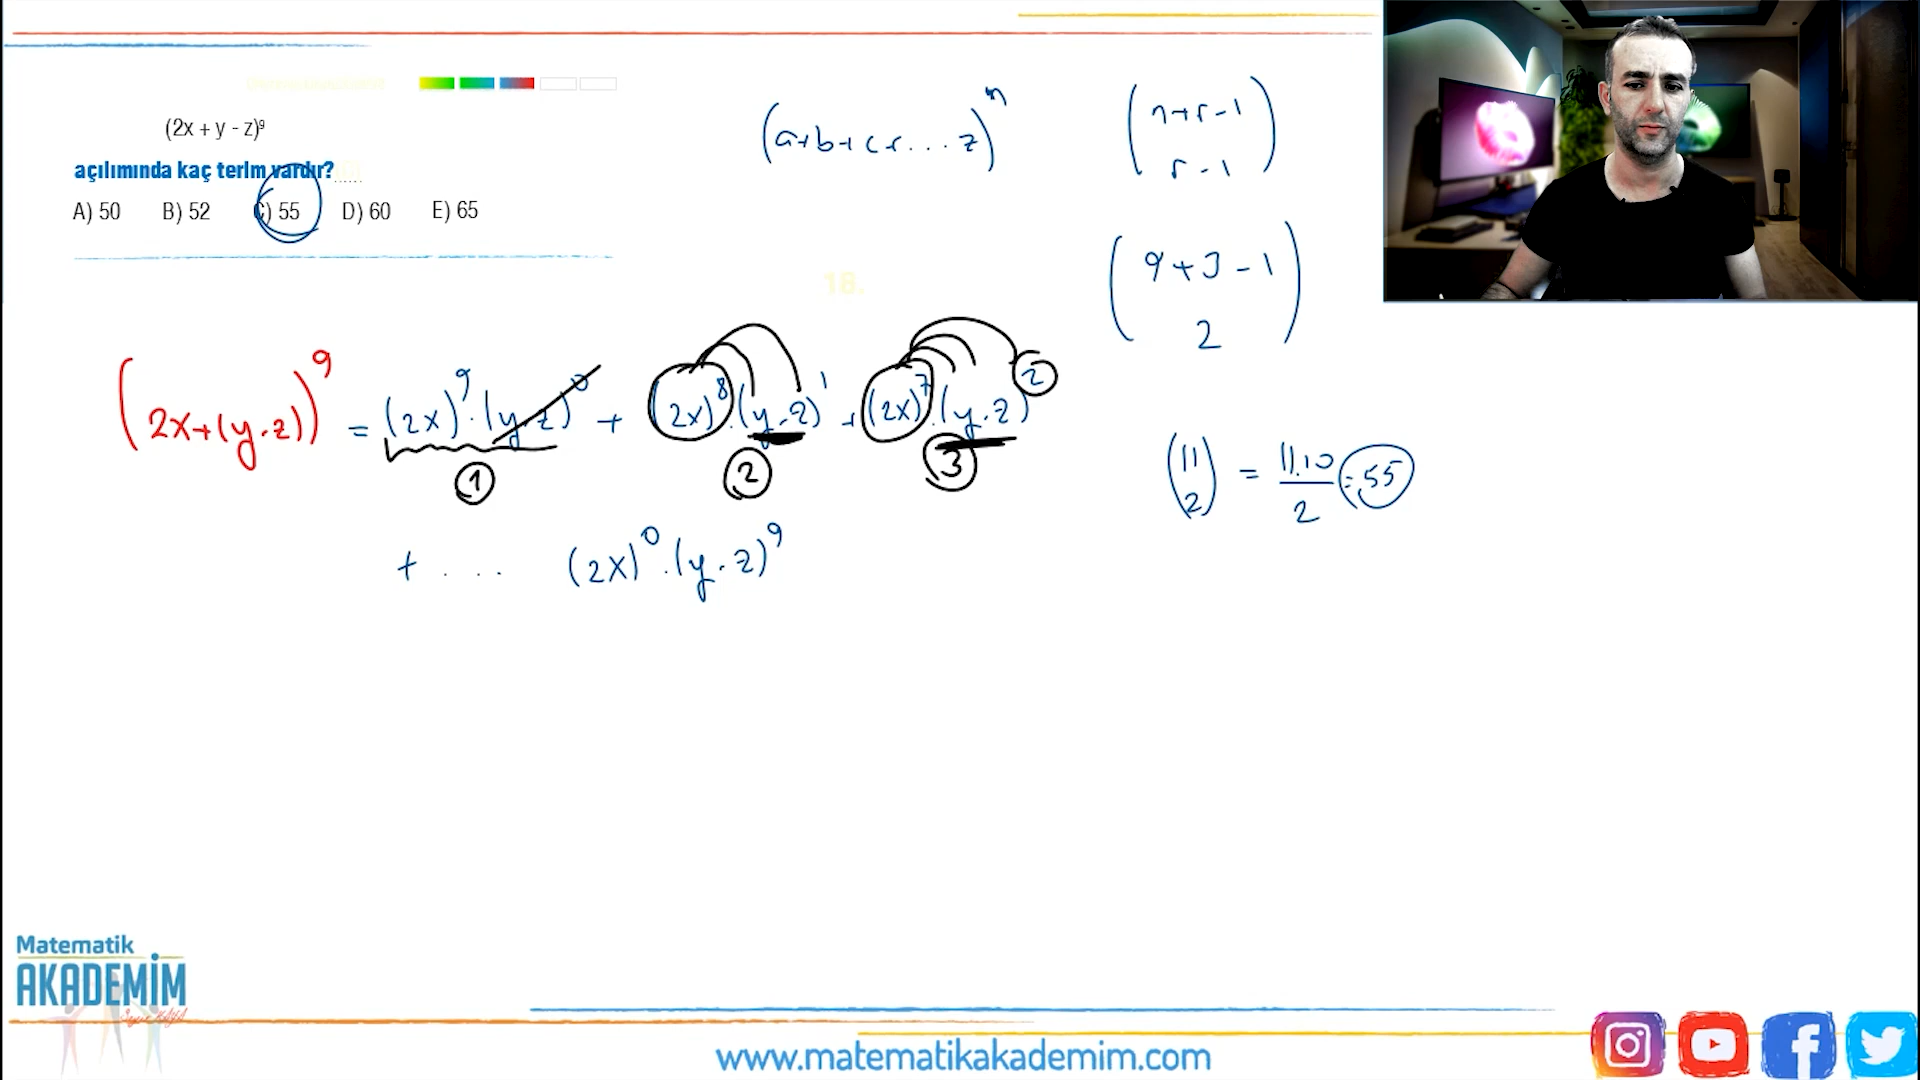 (2x + y - z)⁹
açılımında kaç terim vardır?
A) 50 B) 52 C) 55 D) 60 E) 65
(a+b+c+....z)ⁿ
(n+r-1
r-1)
(9+3-1
2)
18.
(2x+(y-z))⁹ = (2x)⁹.(y-z)⁰ + (2x)⁸.(y-z)¹ + (2x)⁷.(y-z)²
1 2 3
+ .... (2x)⁰.(y-z)⁹
(11
2) = 11.10/2 = 55
Matematik
AKADEMİM
www.matematikakademim.com